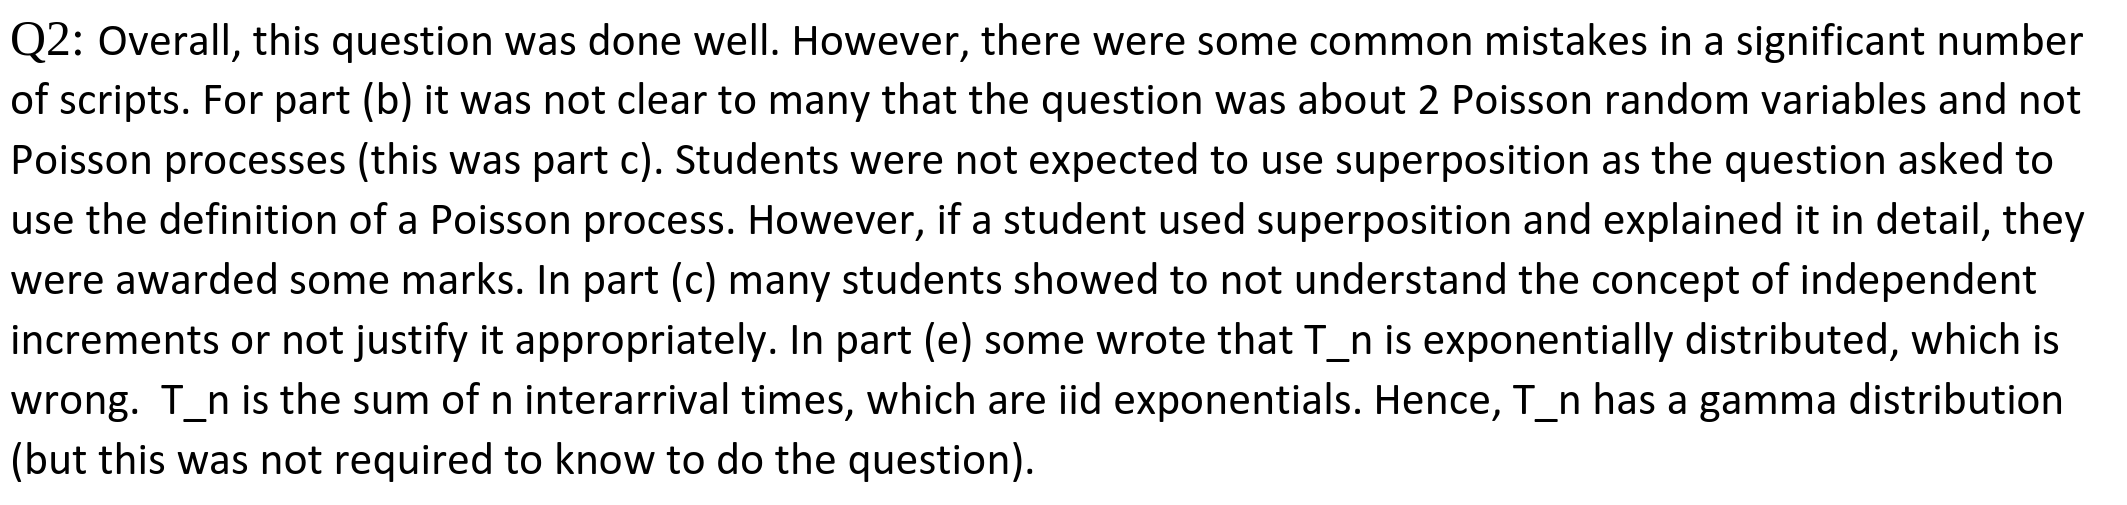 Q2: Overall, this question was done well. However, there were some common mistakes in a significant number
of scripts. For part (b) it was not clear to many that the question was about 2 Poisson random variables and not
Poisson processes (this was part c). Students were not expected to use superposition as the question asked to
use the definition of a Poisson process. However, if a student used superposition and explained it in detail, they
were awarded some marks. In part (c) many students showed to not understand the concept of independent
increments or not justify it appropriately. In part (e) some wrote that T_n is exponentially distributed, which is
wrong.  T_n is the sum of n interarrival times, which are iid exponentials. Hence, T_n has a gamma distribution
(but this was not required to know to do the question).